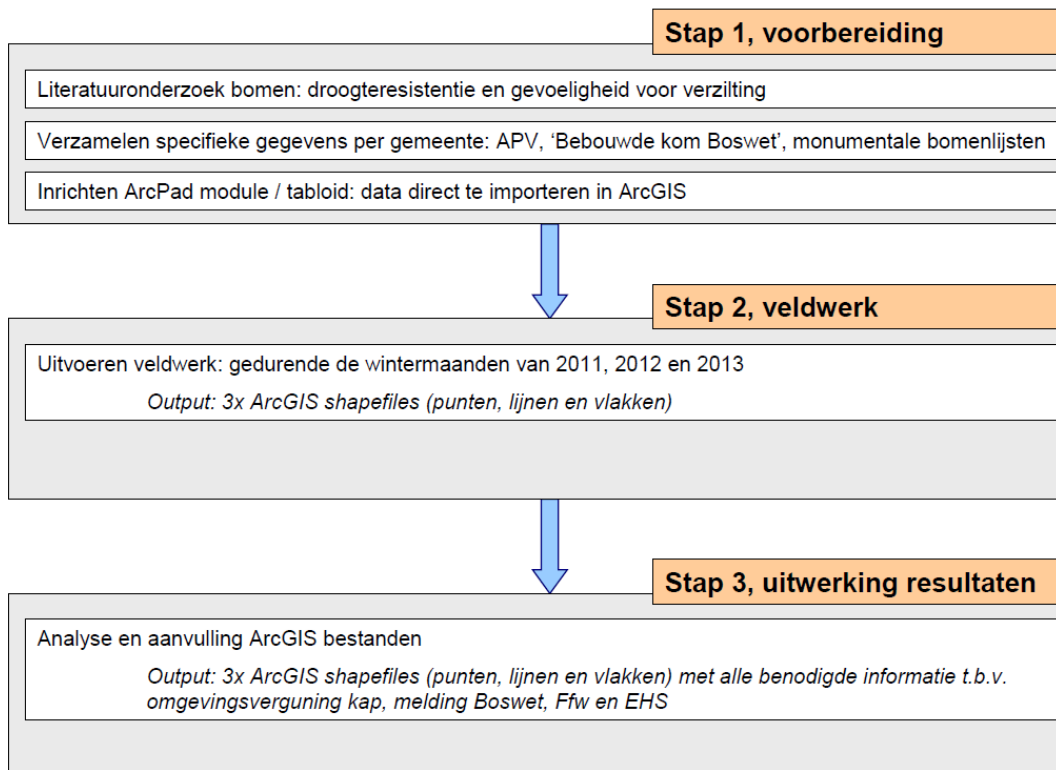 Stap 1, voorbereiding
Literatuuronderzoek bomen: droogteresistentie en gevoeligheid voor verzilting
Verzamelen specifieke gegevens per gemeente: APV, ‘Bebouwde kom Boswet’, monumentale bomenlijsten
Inrichten ArcPad module / tabloid: data direct te importeren in ArcGIS
Stap 2, veldwerk
Uitvoeren veldwerk: gedurende de wintermaanden van 2011, 2012 en 2013
Output: 3x ArcGIS shapefiles (punten, lijnen en vlakken)
Stap 3, uitwerking resultaten
Analyse en aanvulling ArcGIS bestanden
Output: 3x ArcGIS shapefiles (punten, lijnen en vlakken) met alle benodigde informatie t.b.v.
omgevingsverguning kap, melding Boswet, Ffw en EHS